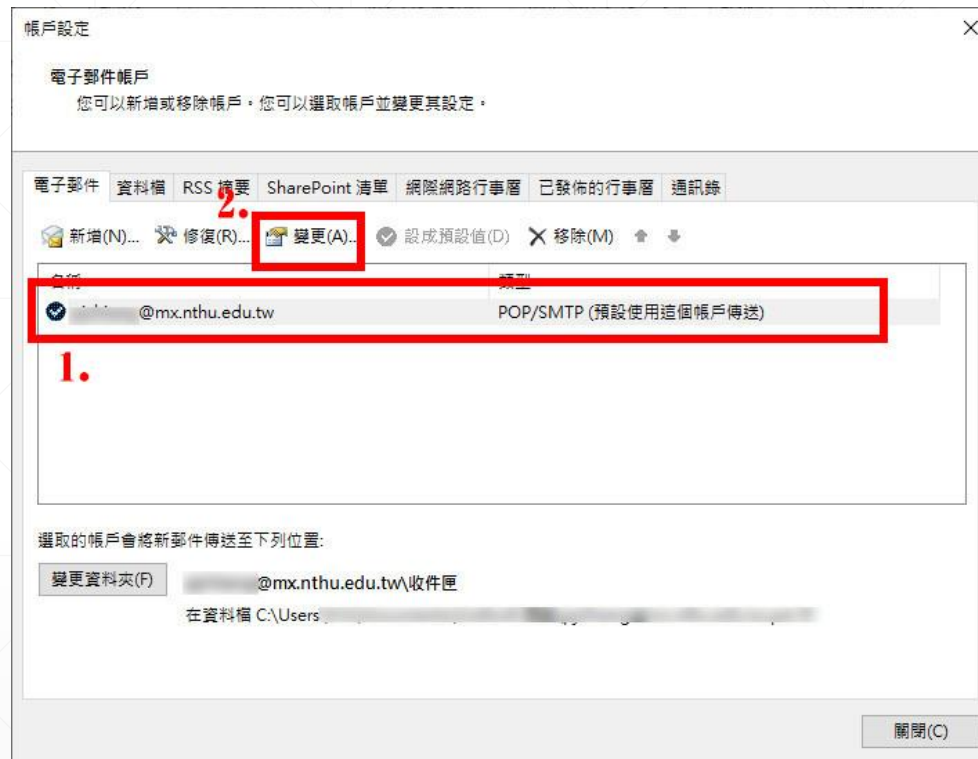 帳戶設定
電子郵件帳戶
您可以新增或移除帳戶。您可以選取帳戶並變更其設定。
電子郵件 資料檔 RSS 摘要 SharePoint 清單 網際網路行事曆 已發佈的行事曆 通訊錄
2.
新增(N)... 修復(R)... 變更(A)... 設成預設值(D) 移除(M)
名稱 類型
@mx.nthu.edu.tw POP/SMTP (預設使用這個帳戶傳送)
1.
選取的帳戶會將新郵件傳送至下列位置:
變更資料夾(F) @mx.nthu.edu.tw\收件匣
在資料檔 C:\Users
關閉(C)